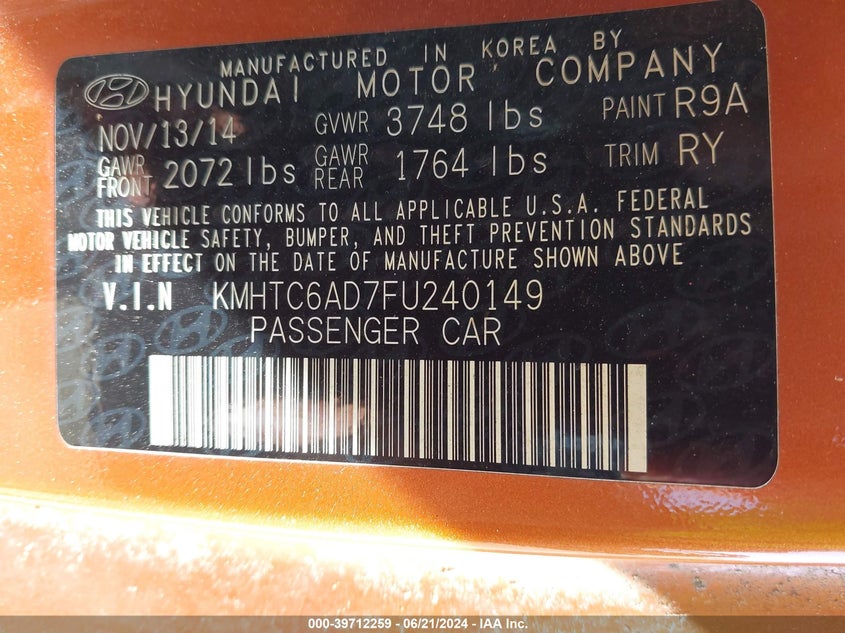 MANUFACTURED IN KOREA BY
HYUNDAI MOTOR COMPANY
NOV/13/14 GVWR 3748 lbs PAINT R9A
GAWR FRONT 2072 lbs GAWR REAR 1764 lbs TRIM RY
THIS VEHICLE CONFORMS TO ALL APPLICABLE U.S.A. FEDERAL
MOTOR VEHICLE SAFETY, BUMPER, AND THEFT PREVENTION STANDARDS
IN EFFECT ON THE DATE OF MANUFACTURE SHOWN ABOVE
V.I.N KMHTC6AD7FU240149
PASSENGER CAR
000-39712259 - 06/21/2024 - IAA Inc.